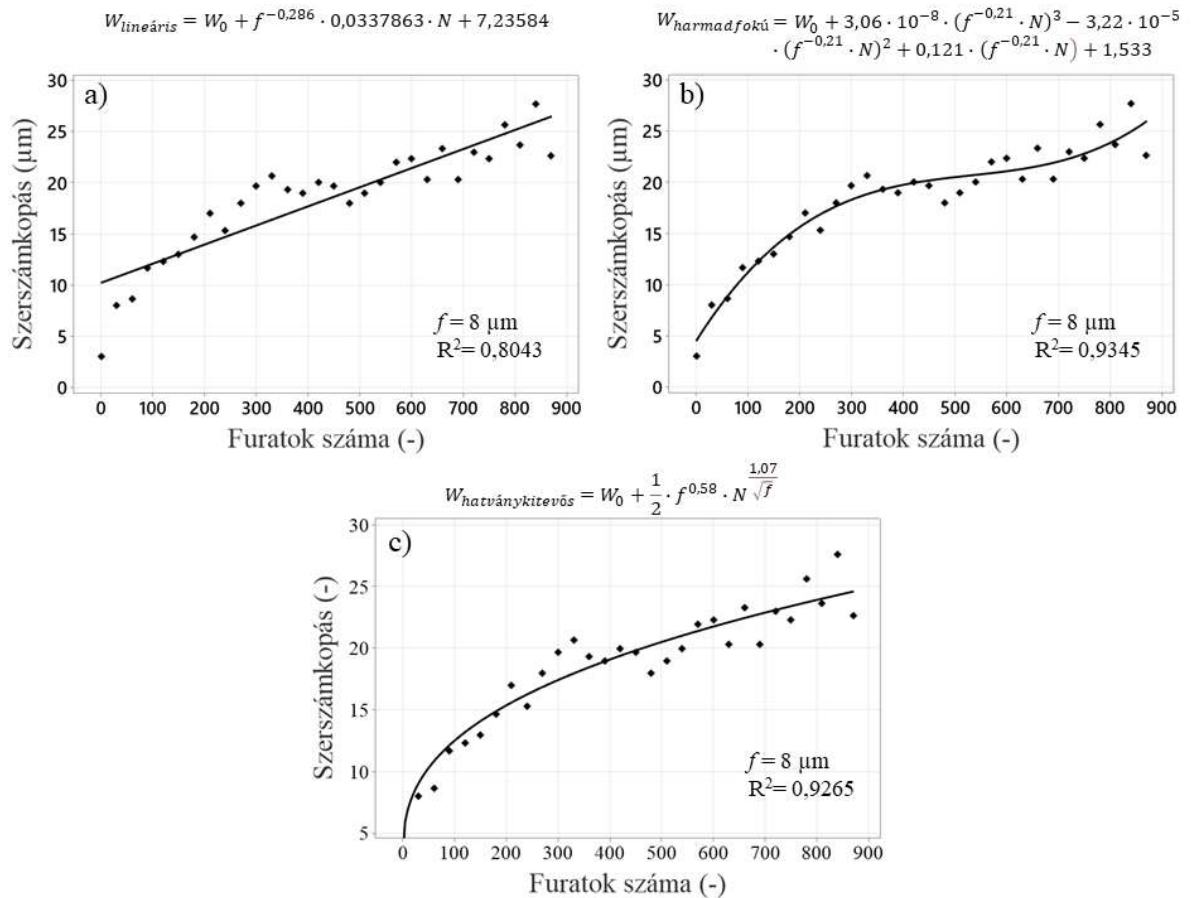 W_lineáris = W_0 + f^{-0,286} · 0,0337863 · N + 7,23584
W_harmadfokú = W_0 + 3,06 · 10^{-8} · (f^{-0,21} · N)^3 − 3,22 · 10^{-5}
· (f^{-0,21} · N)^2 + 0,121 · (f^{-0,21} · N) + 1,533
a)
Szerszámkopás (µm)
30
25
20
15
10
5
0
f = 8 µm
R²= 0,8043
0 100 200 300 400 500 600 700 800 900
Furatok száma (-)
b)
Szerszámkopás (µm)
30
25
20
15
10
5
0
f = 8 µm
R²= 0,9345
0 100 200 300 400 500 600 700 800 900
Furatok száma (-)
W_hatványkitevős = W_0 + \frac{1}{2} · f^{0,58} · N^{\frac{1,07}{\sqrt{f}}}
c)
Szerszámkopás (-)
30
25
20
15
10
5
f = 8 µm
R²= 0,9265
0 100 200 300 400 500 600 700 800 900
Furatok száma (-)